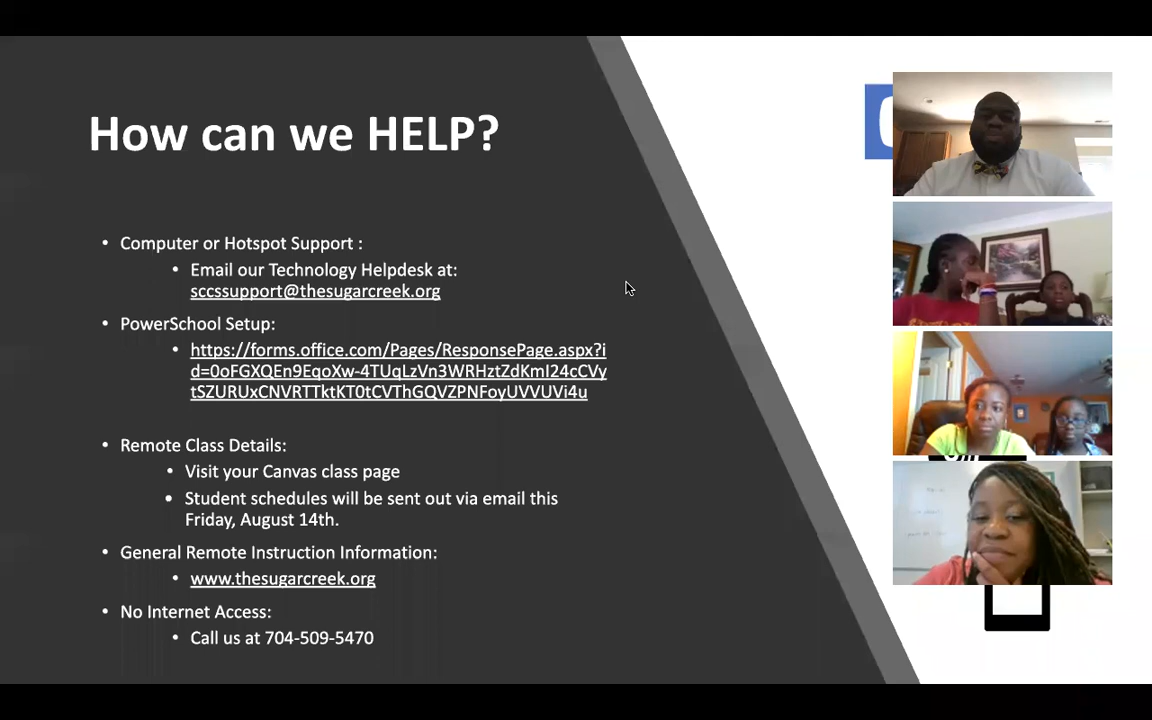 How can we HELP?
• Computer or Hotspot Support :
• Email our Technology Helpdesk at:
sccssupport@thesugarcreek.org
• PowerSchool Setup:
• https://forms.office.com/Pages/ResponsePage.aspx?i
d=0oFGXQEn9EqoXw-4TUqLzVn3WRHztZdKmI24cCVy
tSZURUxCNVRTTktKT0tCVThGQVZPNFoyUVVUVi4u
• Remote Class Details:
• Visit your Canvas class page
• Student schedules will be sent out via email this
Friday, August 14th.
• General Remote Instruction Information:
• www.thesugarcreek.org
• No Internet Access:
• Call us at 704-509-5470